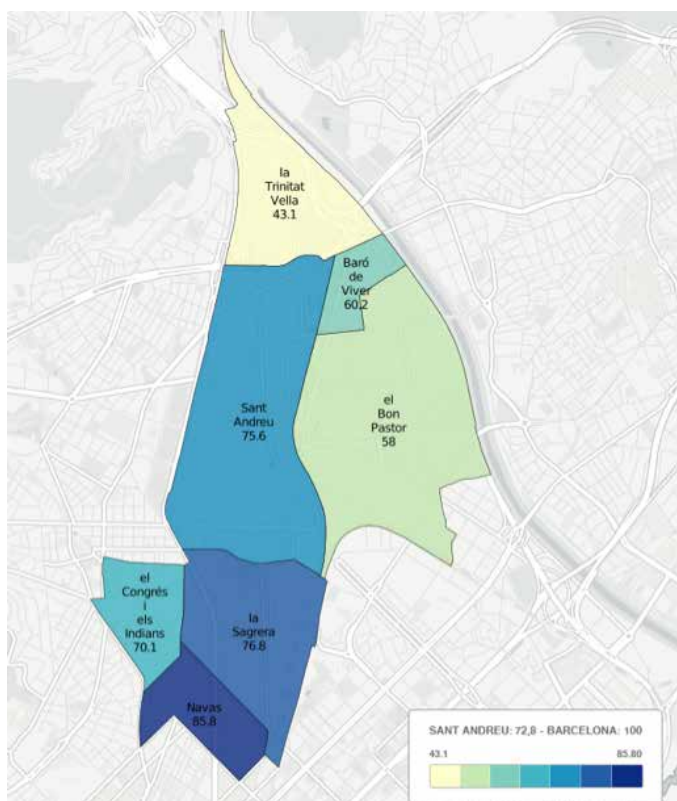 la
Trinitat
Vella
43.1
Baró
de
Viver
60.2
Sant
Andreu
75.6
el
Bon
Pastor
58
el
Congrés
i
els
Indians
70.1
la
Sagrera
76.8
Navas
85.8
SANT ANDREU: 72,8 - BARCELONA: 100
43.1 85.80